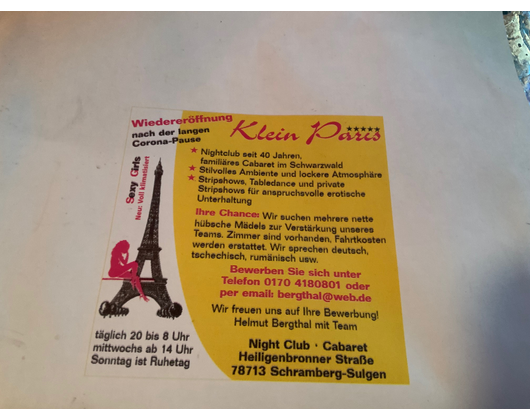 Wiedereröffnung
nach der langen
Corona-Pause
Klein Paris
Nightclub seit 40 Jahren,
familiäres Cabaret im Schwarzwald
Stilvolles Ambiente und lockere Atmosphäre
Stripshows, Tabledance und private
Stripshows für anspruchsvolle erotische
Unterhaltung
Sexy Girls
Neu: Voll klimatisiert
Ihre Chance: Wir suchen mehrere nette
hübsche Mädels zur Verstärkung unseres
Teams. Zimmer sind vorhanden, Fahrtkosten
werden erstattet. Wir sprechen deutsch,
tschechisch, rumänisch usw.
Bewerben Sie sich unter
Telefon 0170 4180801 oder
per email: bergthal@web.de
Wir freuen uns auf Ihre Bewerbung!
Helmut Bergthal mit Team
täglich 20 bis 8 Uhr
mittwochs ab 14 Uhr
Sonntag ist Ruhetag
Night Club · Cabaret
Heiligenbronner Straße
78713 Schramberg-Sulgen